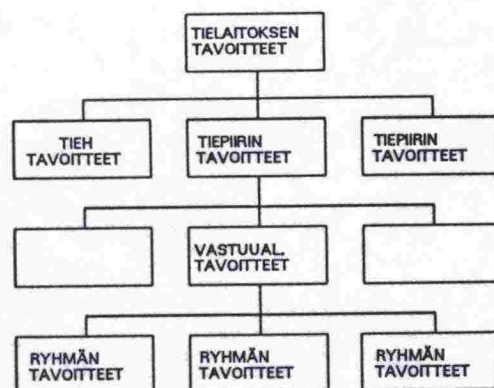 TIELAITOKSEN
TAVOITTEET
TIEH
TAVOITTEET
TIEPIIRIN
TAVOITTEET
TIEPIIRIN
TAVOITTEET
VASTUUAL.
TAVOITTEET
RYHMÄN
TAVOITTEET
RYHMÄN
TAVOITTEET
RYHMÄN
TAVOITTEET